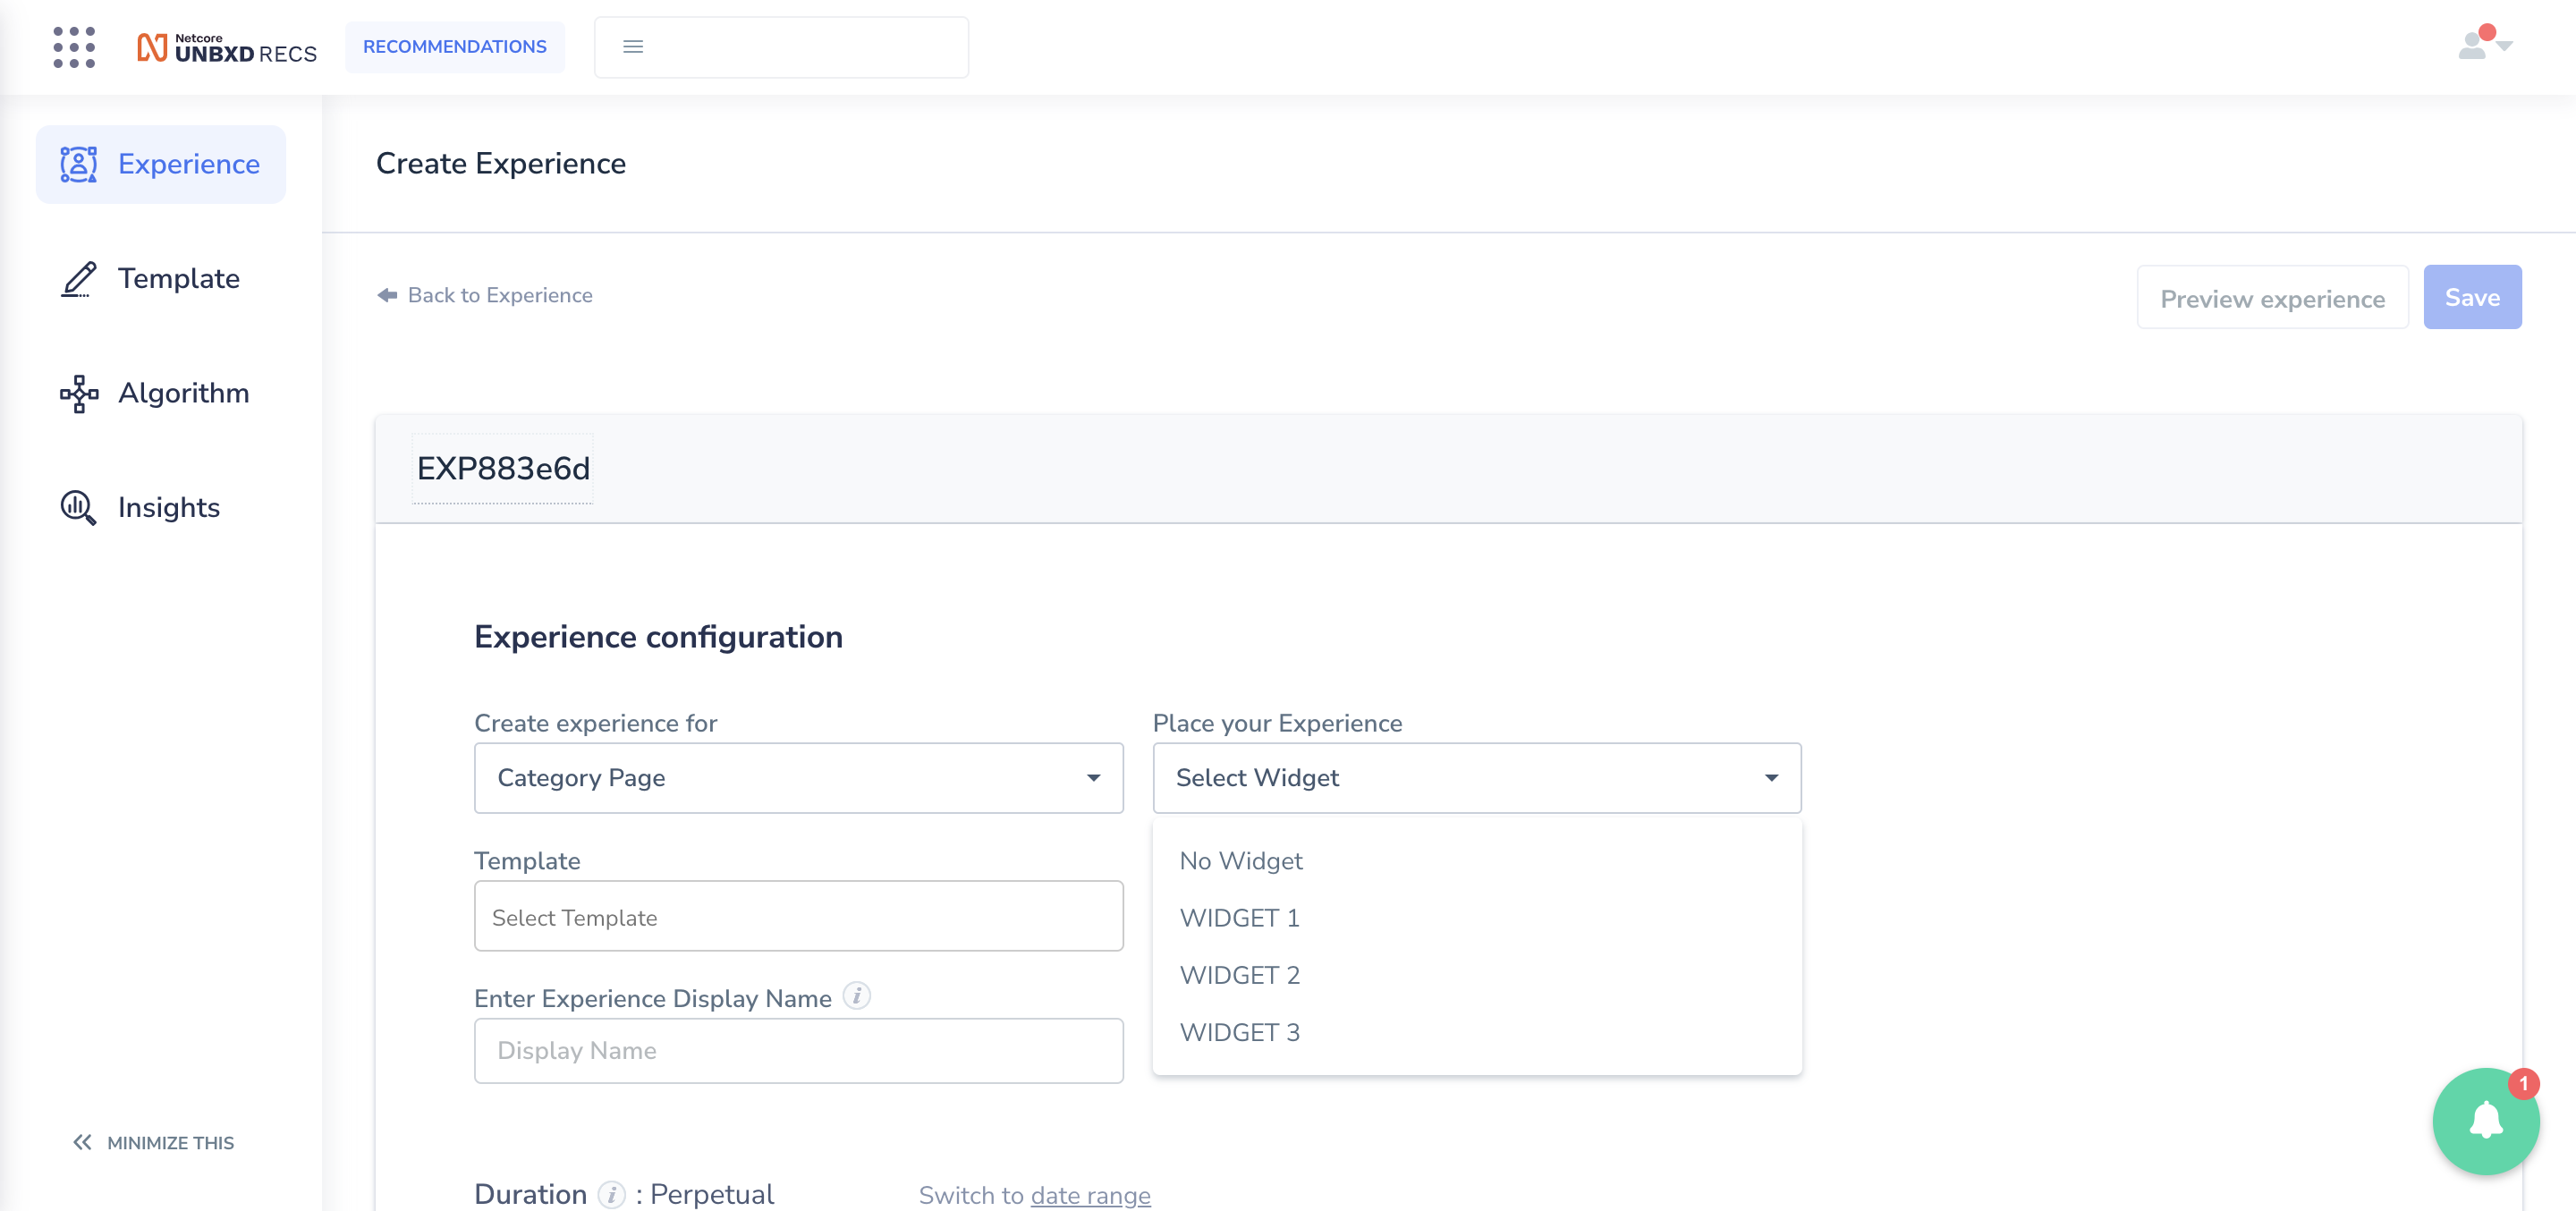 Netcore
UNBXD RECS
RECOMMENDATIONS
Experience
Template
Algorithm
Insights
MINIMIZE THIS
Create Experience
Back to Experience
Preview experience
Save
EXP883e6d
Experience configuration
Create experience for
Category Page
Place your Experience
Select Widget
No Widget
WIDGET 1
WIDGET 2
WIDGET 3
Template
Select Template
Enter Experience Display Name i
Display Name
Duration i : Perpetual
Switch to date range
1